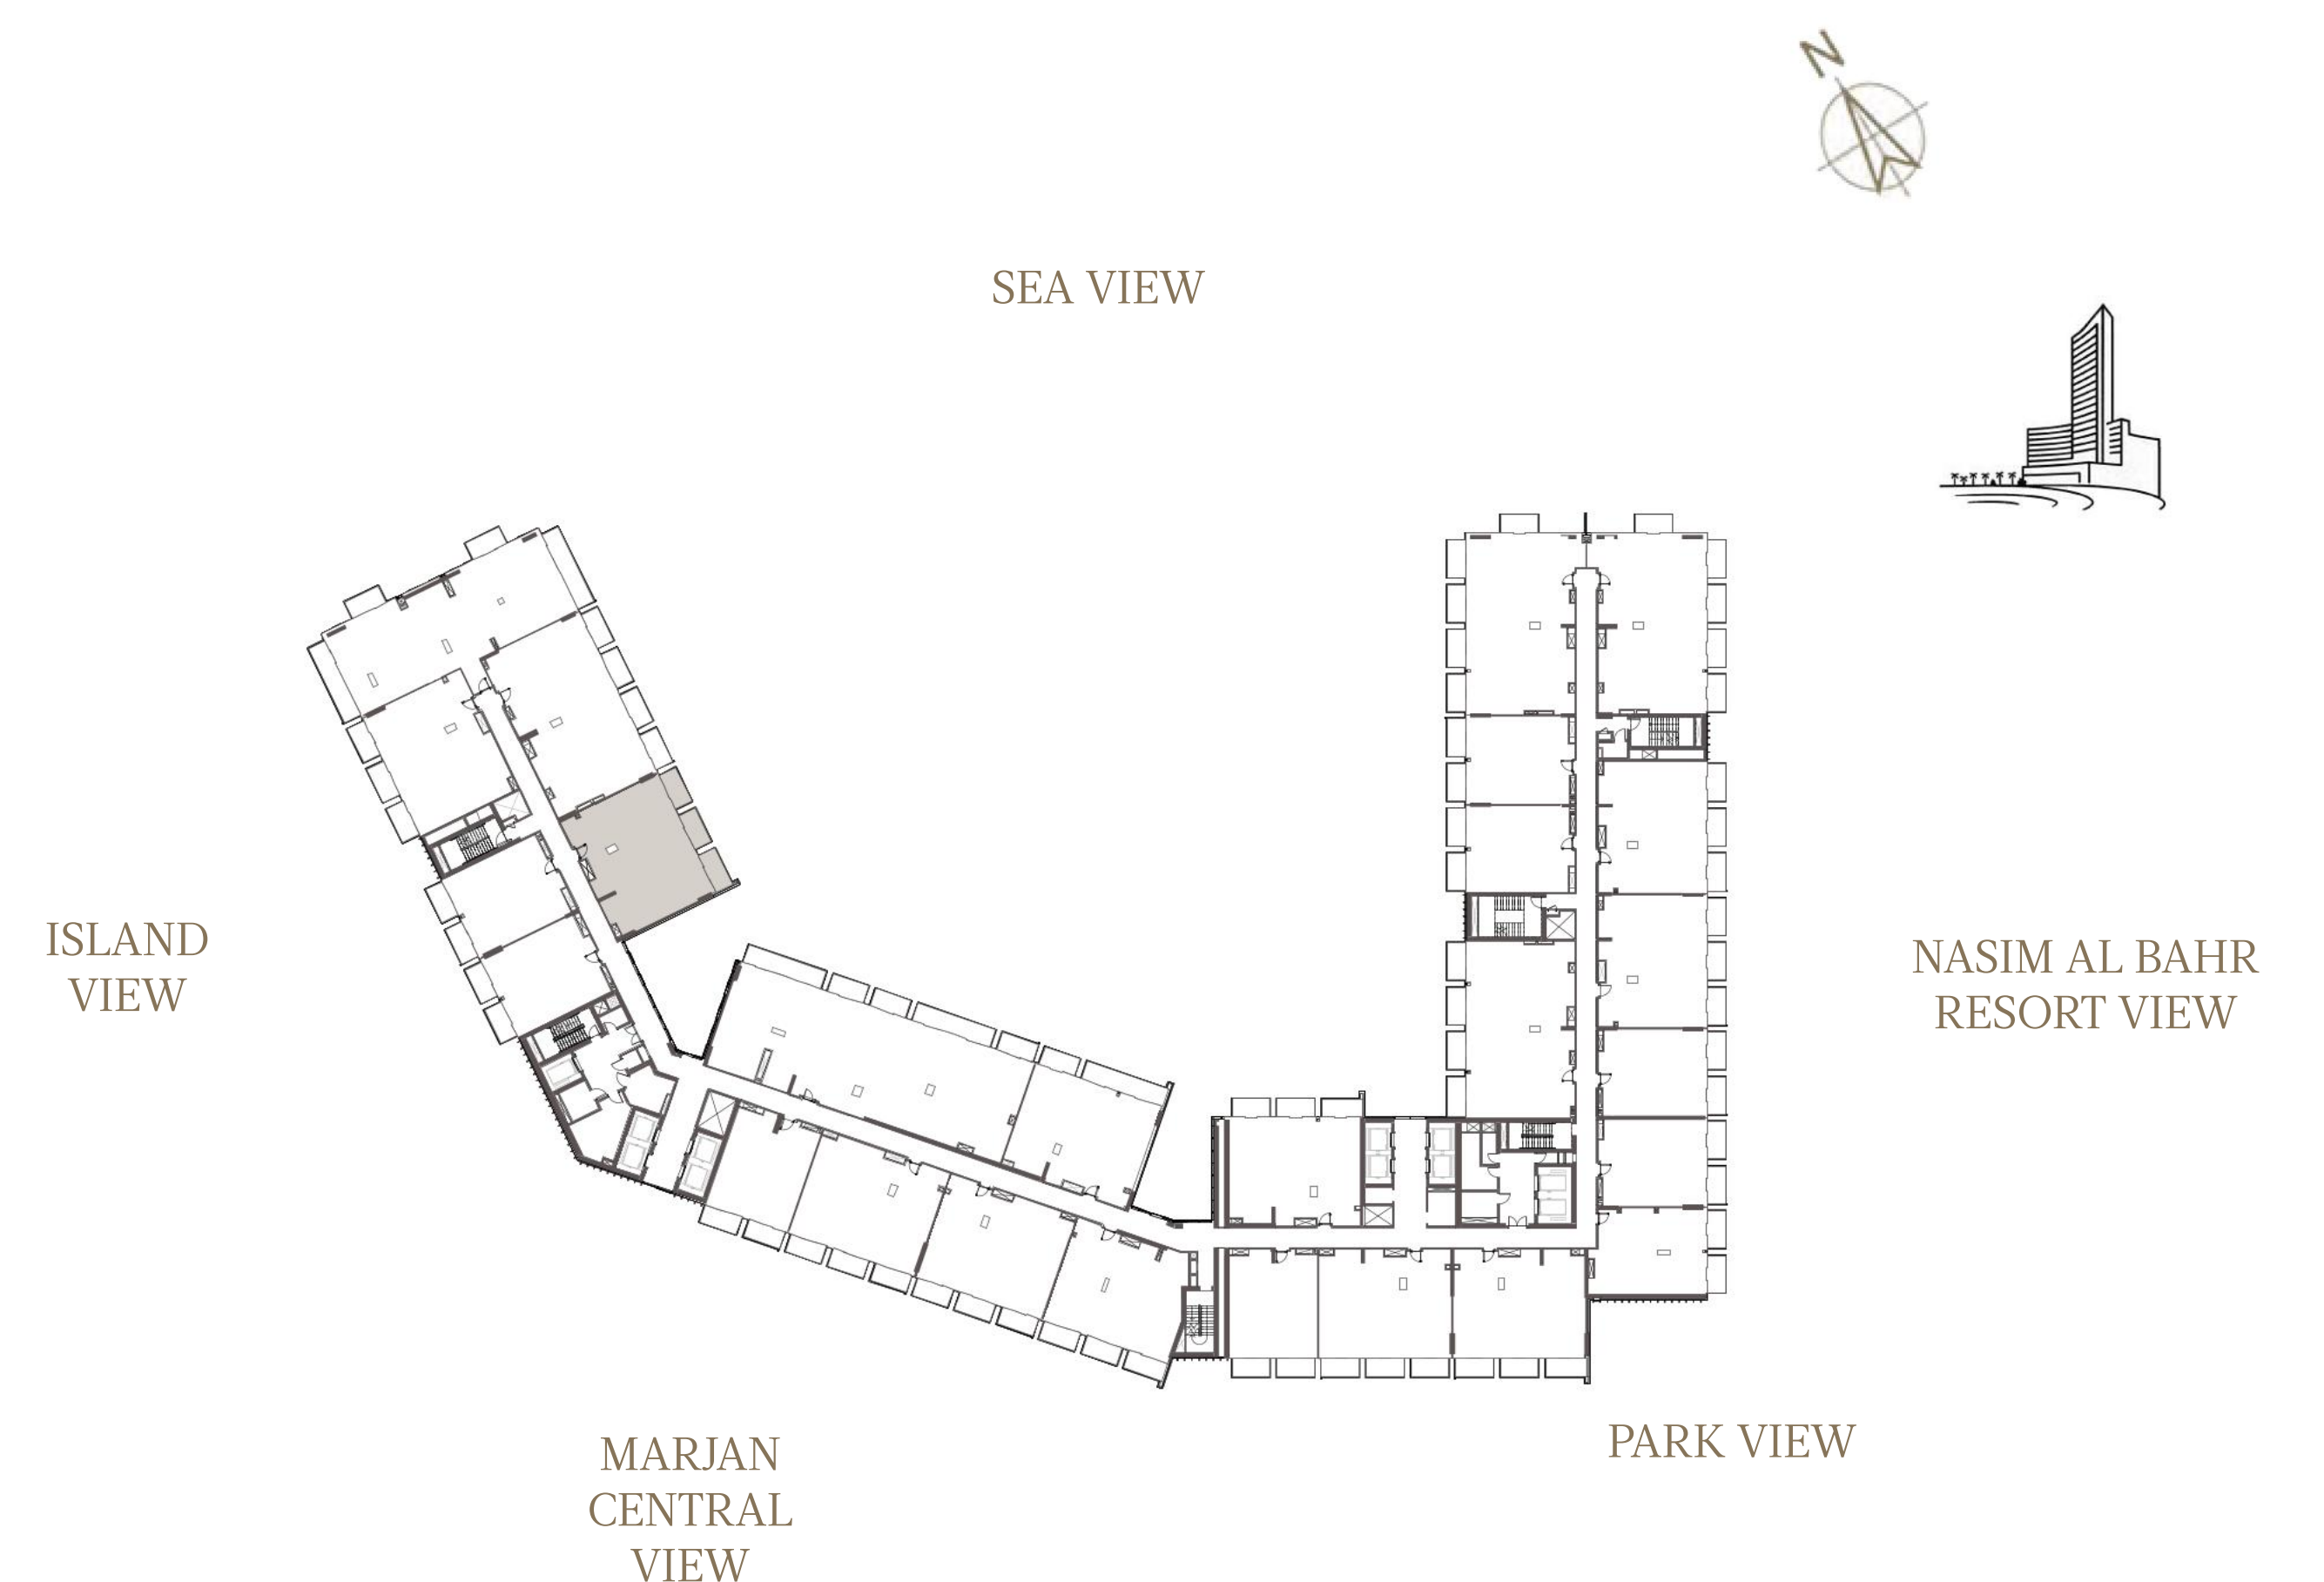 N
SEA VIEW
ISLAND
VIEW
NASIM AL BAHR
RESORT VIEW
MARJAN
CENTRAL
VIEW
PARK VIEW